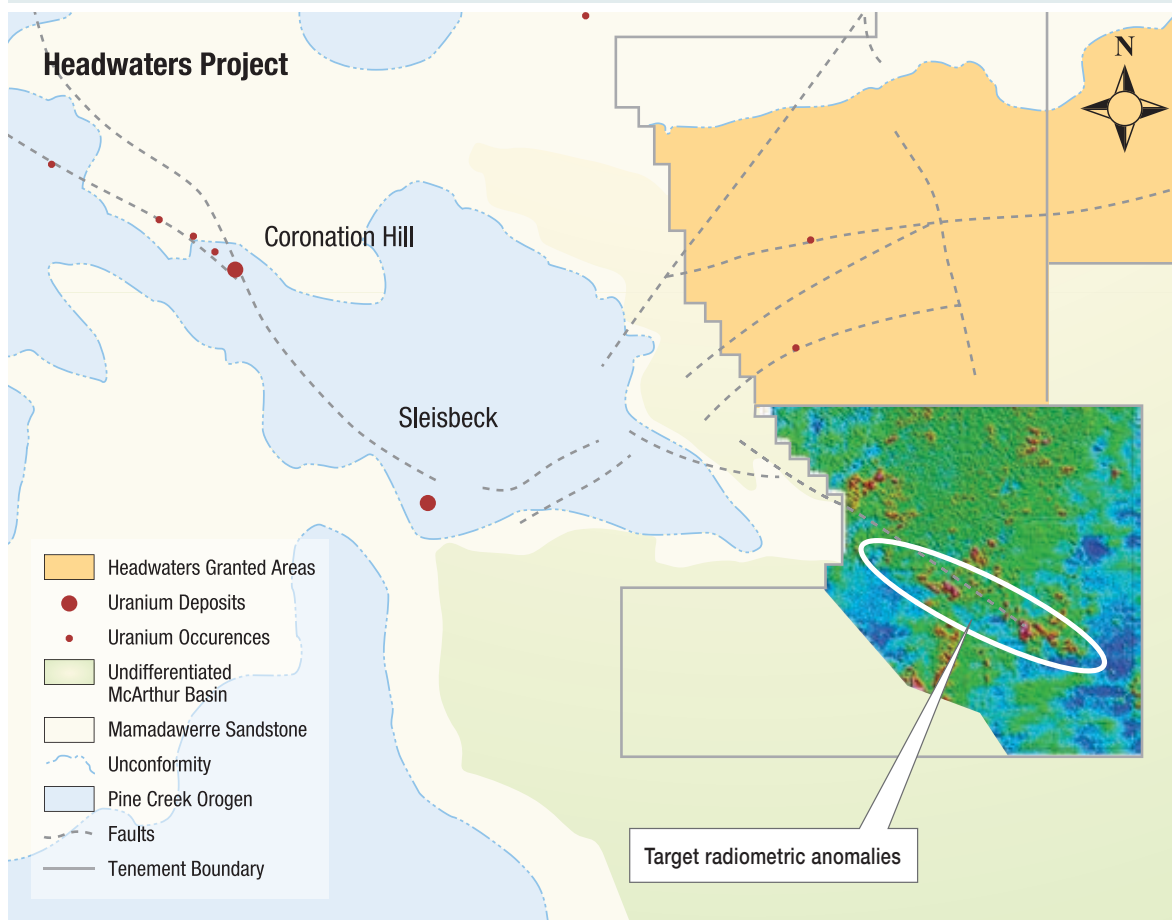 Headwaters Project
N
Coronation Hill
Sleisbeck
Headwaters Granted Areas
Uranium Deposits
Uranium Occurences
Undifferentiated
McArthur Basin
Mamadawerre Sandstone
Unconformity
Pine Creek Orogen
Faults
Tenement Boundary
Target radiometric anomalies